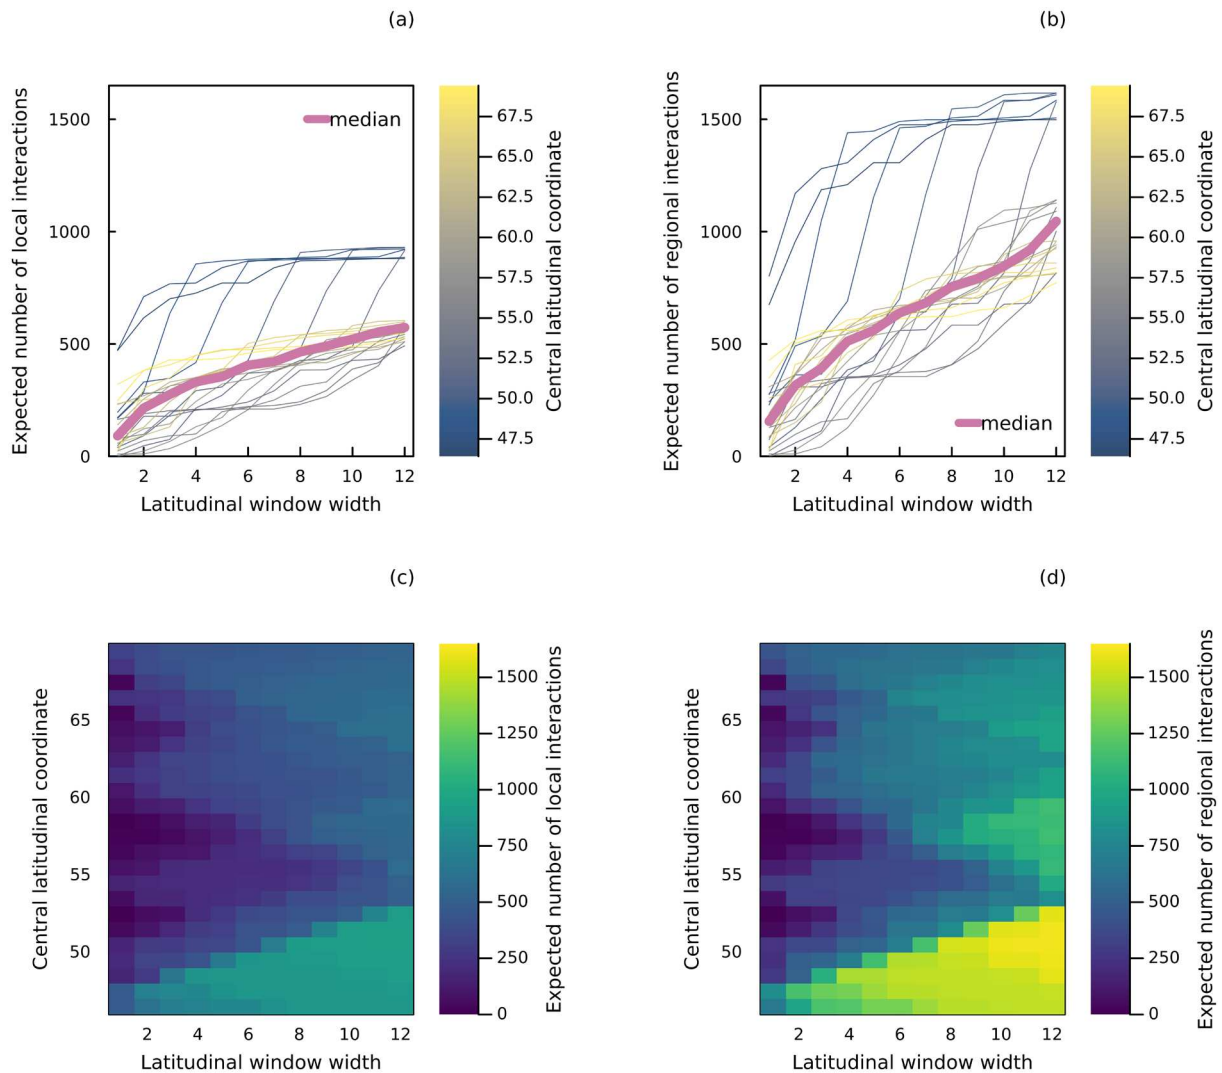 (a)
Expected number of local interactions
1500
1000
500
0
median
2 4 6 8 10 12
Latitudinal window width
67.5
65.0
62.5
60.0
57.5
55.0
52.5
50.0
47.5
Central latitudinal coordinate
(b)
Expected number of regional interactions
1500
1000
500
0
median
2 4 6 8 10 12
Latitudinal window width
67.5
65.0
62.5
60.0
57.5
55.0
52.5
50.0
47.5
Central latitudinal coordinate
(c)
Central latitudinal coordinate
65
60
55
50
2 4 6 8 10 12
Latitudinal window width
1500
1250
1000
750
500
250
0
Expected number of local interactions
(d)
Central latitudinal coordinate
65
60
55
50
2 4 6 8 10 12
Latitudinal window width
1500
1250
1000
750
500
250
0
Expected number of regional interactions